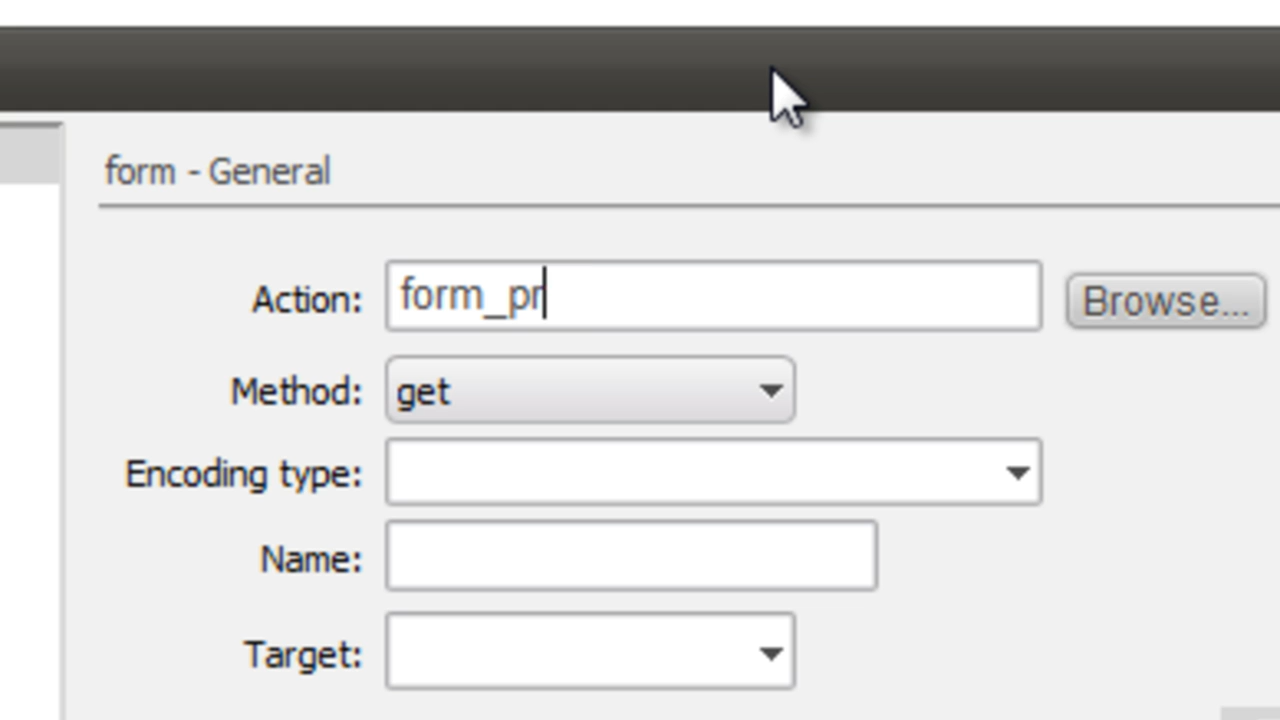 form - General
Action: form_pr Browse...
Method: get
Encoding type:
Name:
Target: